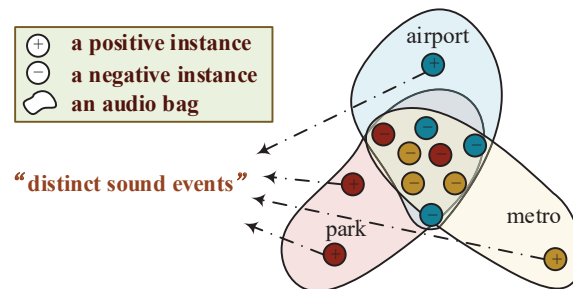 a positive instance
a negative instance
an audio bag
airport
“distinct sound events”
park
metro